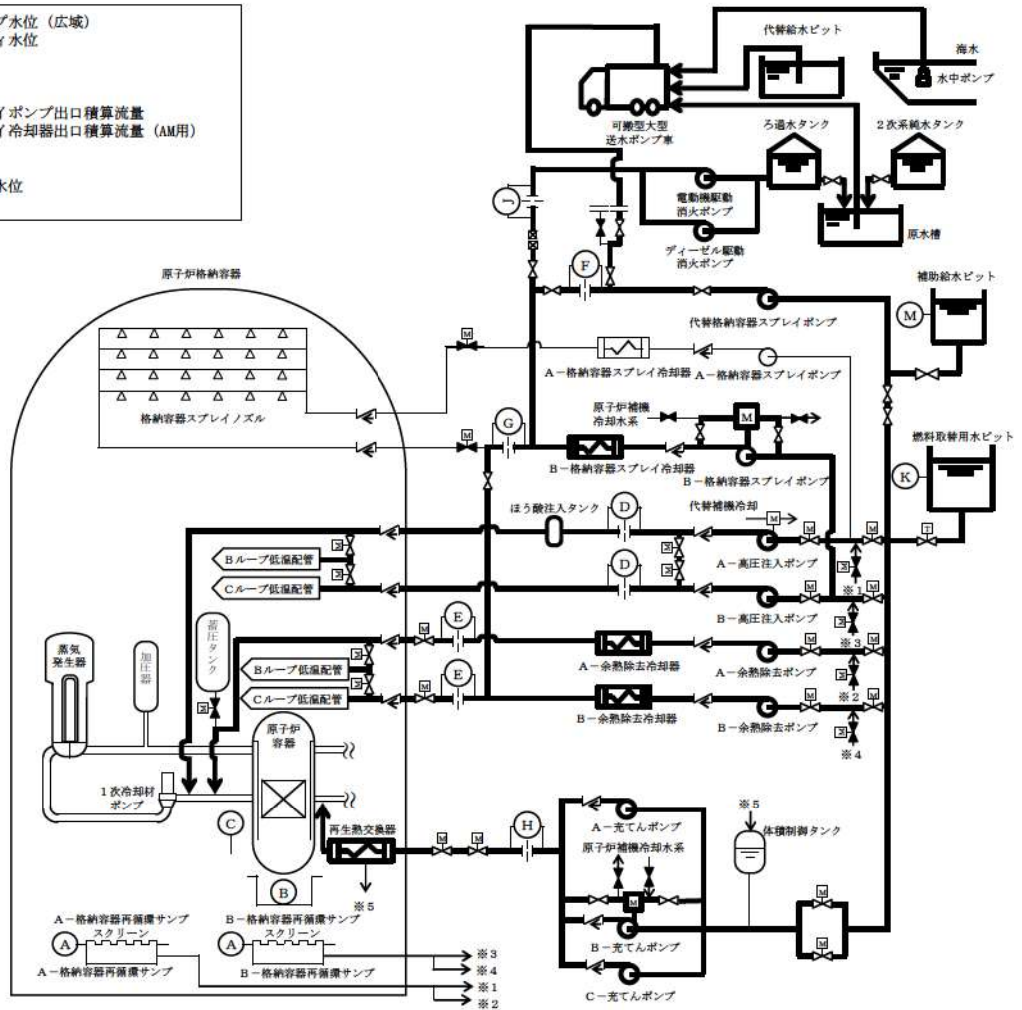 プ水位（広域）
ィ水位
イポンプ出口積算流量
イ冷却器出口積算流量（AM用）
水位
代替給水ピット
海水
水中ポンプ
可搬型大型
送水ポンプ車
ろ過水タンク
２次系純水タンク
J
電動機駆動
消火ポンプ
原水槽
ディーゼル駆動
消火ポンプ
原子炉格納容器
F
補助給水ピット
M
代替格納容器スプレイポンプ
M
A－格納容器スプレイ冷却器
A－格納容器スプレイポンプ
格納容器スプレイノズル
原子炉補機
冷却水系
M
G
M
燃料取替用水ピット
B－格納容器スプレイ冷却器
B－格納容器スプレイポンプ
K
ほう酸注入タンク
D
代替補機冷却
M
M
M
T
A－高圧注入ポンプ
M
M
Bループ低温配管
M
M
D
※1
Cループ低温配管
M
M
B－高圧注入ポンプ
M
蓄圧タンク
M
E
※3
M
M
蒸気
発生器
加圧器
A－余熱除去冷却器
A－余熱除去ポンプ
M
Bループ低温配管
M
M
E
※2
M
M
Cループ低温配管
M
M
B－余熱除去冷却器
B－余熱除去ポンプ
M
原子炉
容器
※4
１次冷却材
ポンプ
C
再生熱交換器
M
M
H
A－充てんポンプ
※5
体積制御タンク
原子炉補機冷却水系
B
※5
M
M
M
A－格納容器再循環サンプ
スクリーン
B－格納容器再循環サンプ
スクリーン
B－充てんポンプ
A
A
※3
A－格納容器再循環サンプ
B－格納容器再循環サンプ
※4
※1
※2
C－充てんポンプ